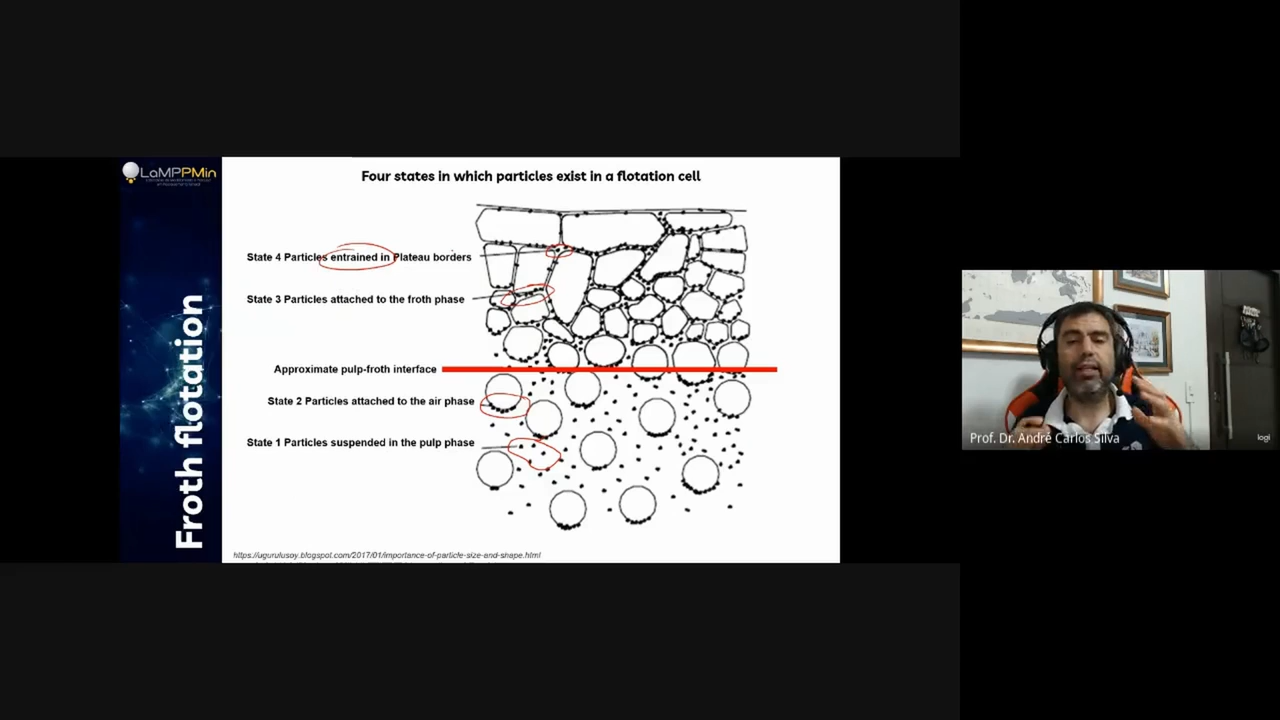 LaMPPMin
Froth flotation
Four states in which particles exist in a flotation cell
State 4 Particles entrained in Plateau borders
State 3 Particles attached to the froth phase
Approximate pulp-froth interface
State 2 Particles attached to the air phase
State 1 Particles suspended in the pulp phase
https://ugurulusoy.blogspot.com/2017/01/importance-of-particle-size-and-shape.html
Prof. Dr. André Carlos Silva
logi